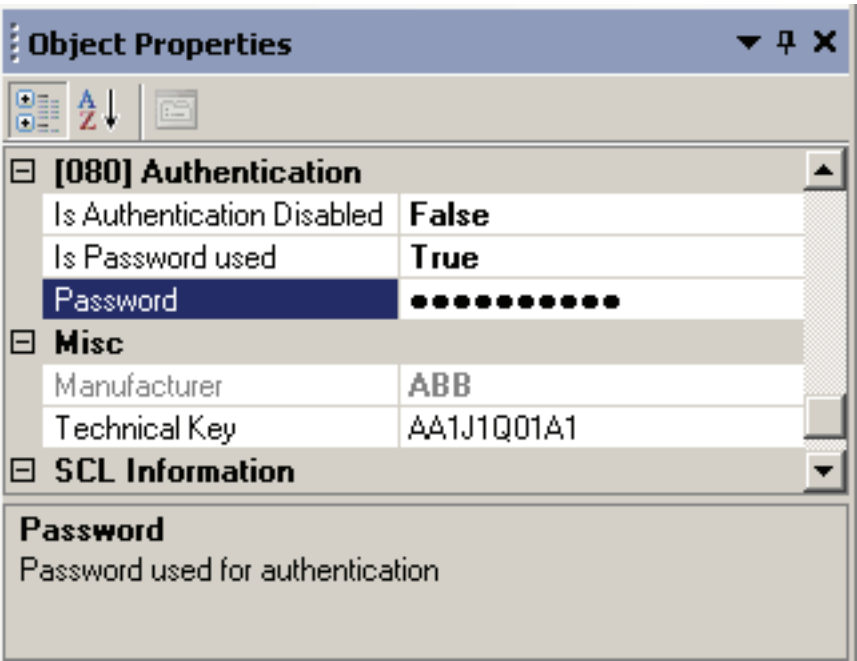 Object Properties
A
Z
[080] Authentication
Is Authentication Disabled False
Is Password used True
Password ●●●●●●●●●●
Misc
Manufacturer ABB
Technical Key AA1J1Q01A1
SCL Information
Password
Password used for authentication